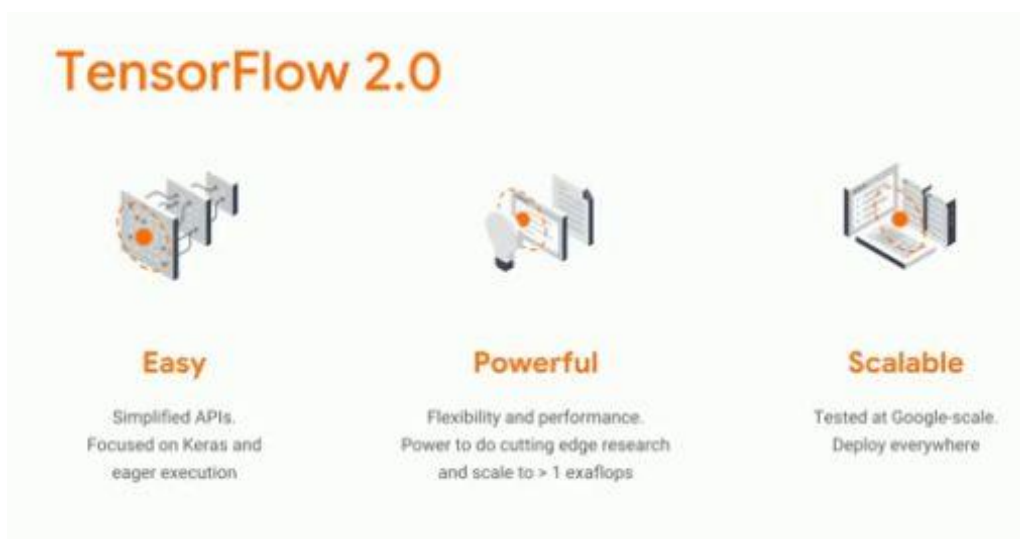 TensorFlow 2.0
Easy
Simplified APIs.
Focused on Keras and
eager execution
Powerful
Flexibility and performance.
Power to do cutting edge research
and scale to > 1 exaflops
Scalable
Tested at Google-scale.
Deploy everywhere